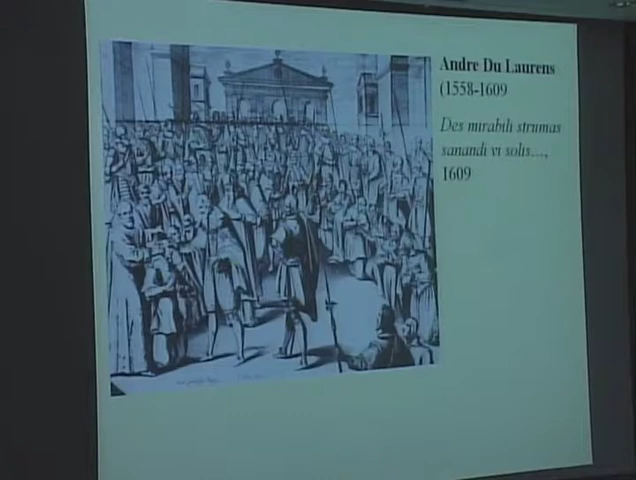 Andre Du Laurens
(1558-1609
Des mirabili strumas
sanandi vi solis...,
1609